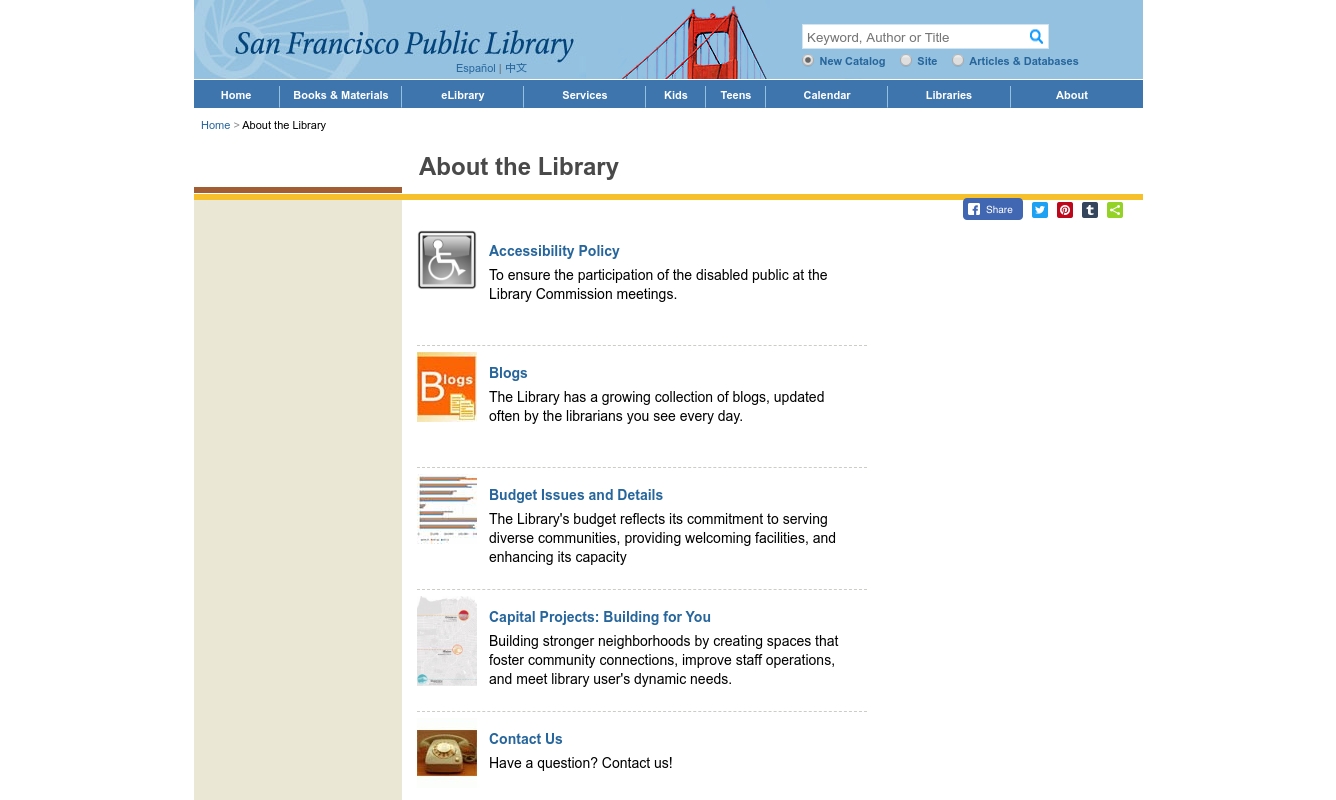 San Francisco Public Library
Español | 中文
Keyword, Author or Title
New Catalog Site Articles & Databases
Home Books & Materials eLibrary Services Kids Teens Calendar Libraries About
Home > About the Library
About the Library
Share
Accessibility Policy
To ensure the participation of the disabled public at the
Library Commission meetings.
Blogs
Blogs
The Library has a growing collection of blogs, updated
often by the librarians you see every day.
Budget Issues and Details
The Library's budget reflects its commitment to serving
diverse communities, providing welcoming facilities, and
enhancing its capacity
Capital Projects: Building for You
Building stronger neighborhoods by creating spaces that
foster community connections, improve staff operations,
and meet library user's dynamic needs.
Contact Us
Have a question? Contact us!